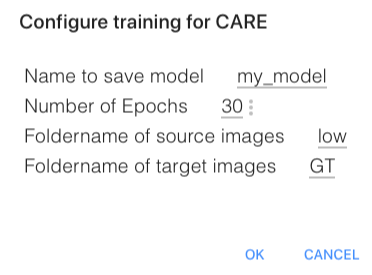 Configure training for CARE
Name to save model my_model
Number of Epochs 30
Foldername of source images low
Foldername of target images GT
OK CANCEL